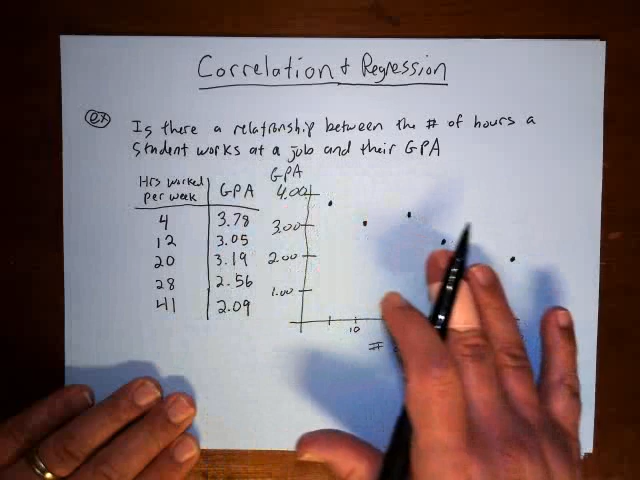 Correlation + Regression
ex Is there a relationship between the # of hours a
student works at a job and their GPA
Hrs worked
per week
GPA
4 3.78
12 3.05
20 3.19
28 2.56
41 2.09
GPA
4.00
3.00
2.00
1.00
10
#